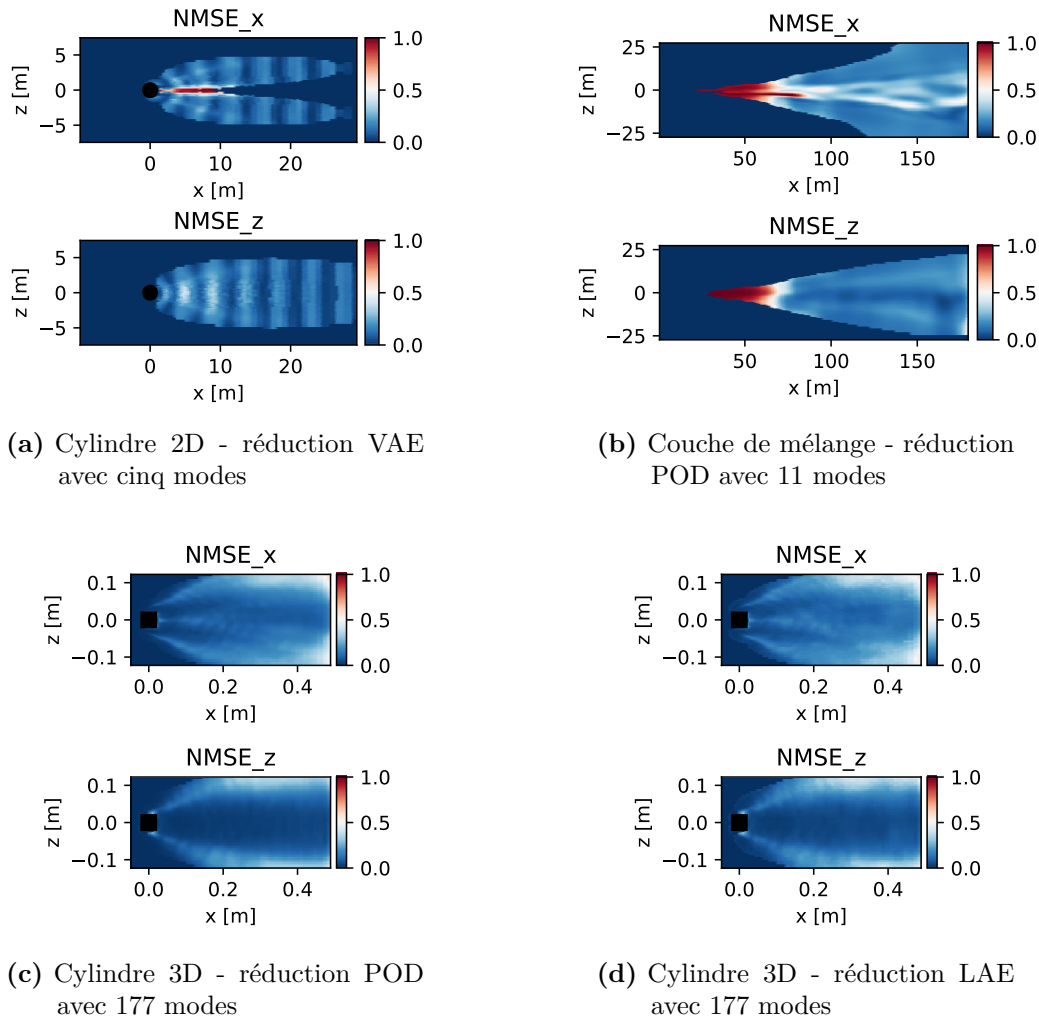 NMSE_x
5
0
−5
z [m]
0 10 20
x [m]
1.0
0.5
0.0
NMSE_z
5
0
−5
z [m]
0 10 20
x [m]
1.0
0.5
0.0
(a) Cylindre 2D - réduction VAE
avec cinq modes
NMSE_x
25
0
−25
z [m]
50 100 150
x [m]
1.0
0.5
0.0
NMSE_z
25
0
−25
z [m]
50 100 150
x [m]
1.0
0.5
0.0
(b) Couche de mélange - réduction
POD avec 11 modes
NMSE_x
0.1
0.0
−0.1
z [m]
0.0 0.2 0.4
x [m]
1.0
0.5
0.0
NMSE_z
0.1
0.0
−0.1
z [m]
0.0 0.2 0.4
x [m]
1.0
0.5
0.0
(c) Cylindre 3D - réduction POD
avec 177 modes
NMSE_x
0.1
0.0
−0.1
z [m]
0.0 0.2 0.4
x [m]
1.0
0.5
0.0
NMSE_z
0.1
0.0
−0.1
z [m]
0.0 0.2 0.4
x [m]
1.0
0.5
0.0
(d) Cylindre 3D - réduction LAE
avec 177 modes